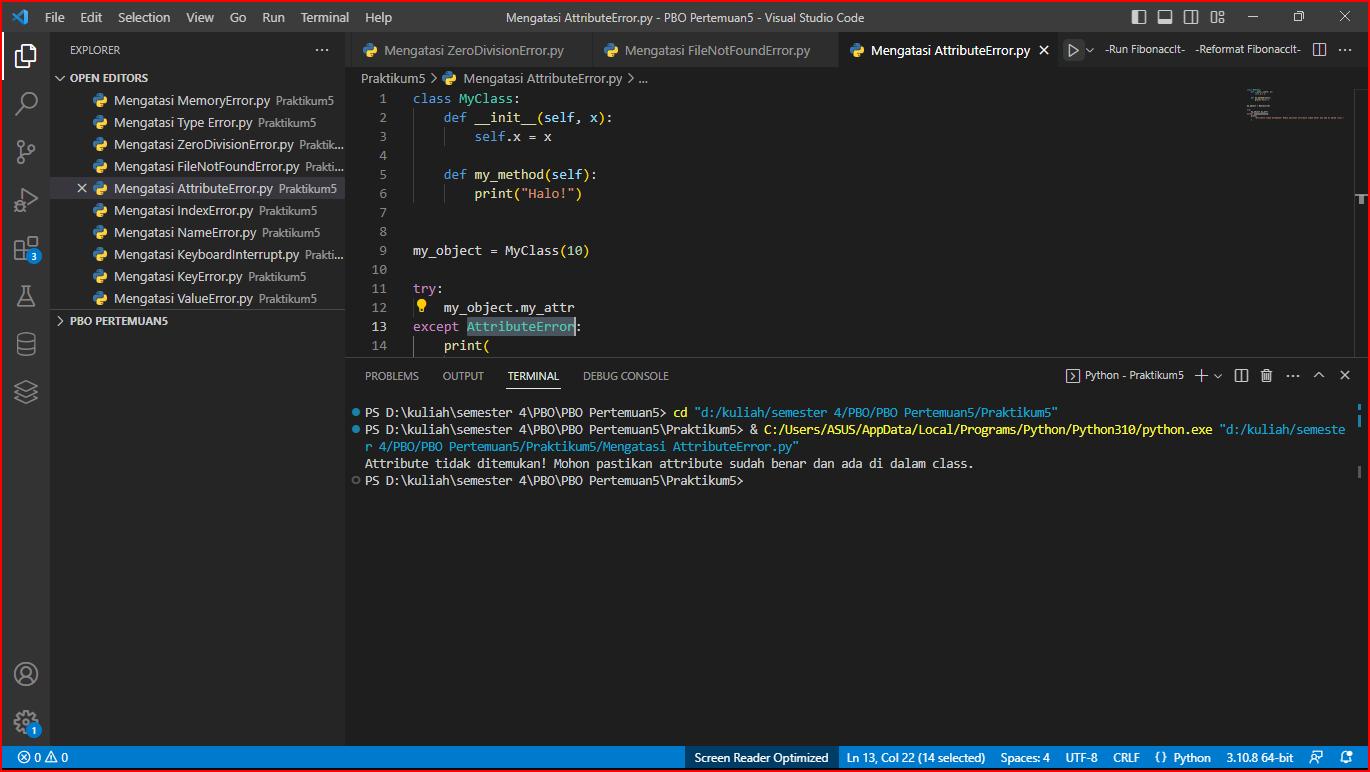 File Edit Selection View Go Run Terminal Help Mengatasi AttributeError.py - PBO Pertemuan5 - Visual Studio Code
EXPLORER
OPEN EDITORS
Mengatasi MemoryError.py Praktikum5
Mengatasi Type Error.py Praktikum5
Mengatasi ZeroDivisionError.py Praktik...
Mengatasi FileNotFoundError.py Prakti...
Mengatasi AttributeError.py Praktikum5
Mengatasi IndexError.py Praktikum5
Mengatasi NameError.py Praktikum5
Mengatasi KeyboardInterrupt.py Prakti...
Mengatasi KeyError.py Praktikum5
Mengatasi ValueError.py Praktikum5
PBO PERTEMUAN5
3
1
Mengatasi ZeroDivisionError.py Mengatasi FileNotFoundError.py Mengatasi AttributeError.py -Run FibonaccIt- -Reformat FibonaccIt-
Praktikum5 > Mengatasi AttributeError.py > ...
1 class MyClass:
2 def __init__(self, x):
3 self.x = x
4
5 def my_method(self):
6 print("Halo!")
7
8
9 my_object = MyClass(10)
10
11 try:
12 my_object.my_attr
13 except AttributeError:
14 print(
PROBLEMS OUTPUT TERMINAL DEBUG CONSOLE Python - Praktikum5
PS D:\kuliah\semester 4\PBO\PBO Pertemuan5> cd "d:/kuliah/semester 4/PBO/PBO Pertemuan5/Praktikum5"
PS D:\kuliah\semester 4\PBO\PBO Pertemuan5\Praktikum5> & C:/Users/ASUS/AppData/Local/Programs/Python/Python310/python.exe "d:/kuliah/semeste
r 4/PBO/PBO Pertemuan5/Praktikum5/Mengatasi AttributeError.py"
Attribute tidak ditemukan! Mohon pastikan attribute sudah benar dan ada di dalam class.
PS D:\kuliah\semester 4\PBO\PBO Pertemuan5\Praktikum5>
0 0 Screen Reader Optimized Ln 13, Col 22 (14 selected) Spaces: 4 UTF-8 CRLF {} Python 3.10.8 64-bit